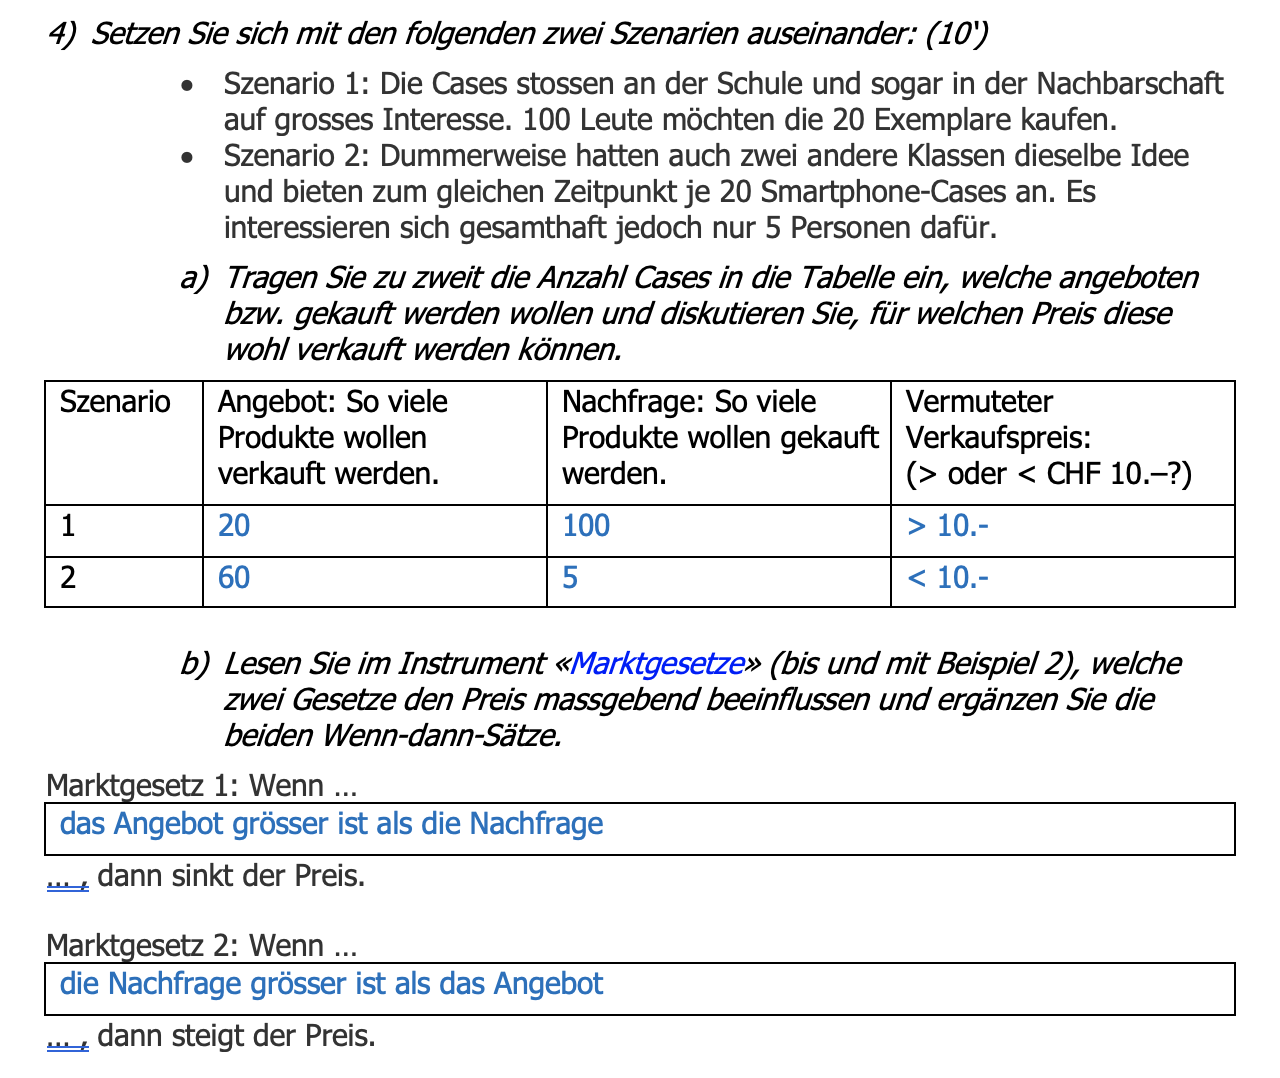 4) Setzen Sie sich mit den folgenden zwei Szenarien auseinander: (10‘)
• Szenario 1: Die Cases stossen an der Schule und sogar in der Nachbarschaft
auf grosses Interesse. 100 Leute möchten die 20 Exemplare kaufen.
• Szenario 2: Dummerweise hatten auch zwei andere Klassen dieselbe Idee
und bieten zum gleichen Zeitpunkt je 20 Smartphone-Cases an. Es
interessieren sich gesamthaft jedoch nur 5 Personen dafür.
a) Tragen Sie zu zweit die Anzahl Cases in die Tabelle ein, welche angeboten
bzw. gekauft werden wollen und diskutieren Sie, für welchen Preis diese
wohl verkauft werden können.
Szenario
Angebot: So viele
Produkte wollen
verkauft werden.
Nachfrage: So viele
Produkte wollen gekauft
werden.
Vermuteter
Verkaufspreis:
(> oder < CHF 10.–?)
1 20 100 > 10.-
2 60 5 < 10.-
b) Lesen Sie im Instrument «Marktgesetze» (bis und mit Beispiel 2), welche
zwei Gesetze den Preis massgebend beeinflussen und ergänzen Sie die
beiden Wenn-dann-Sätze.
Marktgesetz 1: Wenn …
das Angebot grösser ist als die Nachfrage
… , dann sinkt der Preis.
Marktgesetz 2: Wenn …
die Nachfrage grösser ist als das Angebot
… , dann steigt der Preis.